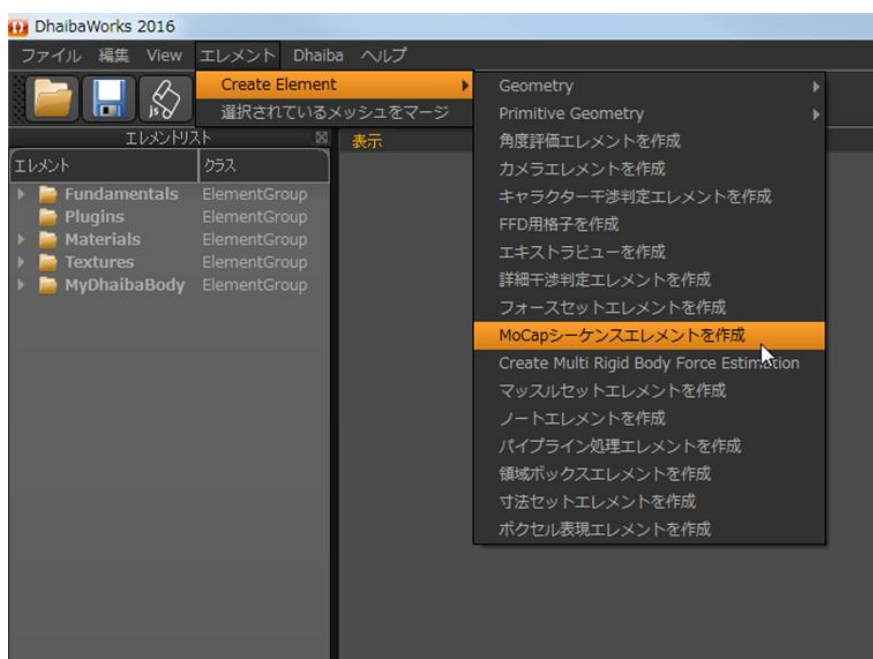 DhaibaWorks 2016
ファイル 編集 View エレメント Dhaiba ヘルプ
js
Create Element
選択されているメッシュをマージ
エレメントリスト
エレメント クラス
Fundamentals ElementGroup
Plugins ElementGroup
Materials ElementGroup
Textures ElementGroup
MyDhaibaBody ElementGroup
表示
Geometry
Primitive Geometry
角度評価エレメントを作成
カメラエレメントを作成
キャラクター干渉判定エレメントを作成
FFD用格子を作成
エキストラビューを作成
詳細干渉判定エレメントを作成
フォースセットエレメントを作成
MoCapシーケンスエレメントを作成
Create Multi Rigid Body Force Estimation
マッスルセットエレメントを作成
ノートエレメントを作成
パイプライン処理エレメントを作成
領域ボックスエレメントを作成
寸法セットエレメントを作成
ボクセル表現エレメントを作成